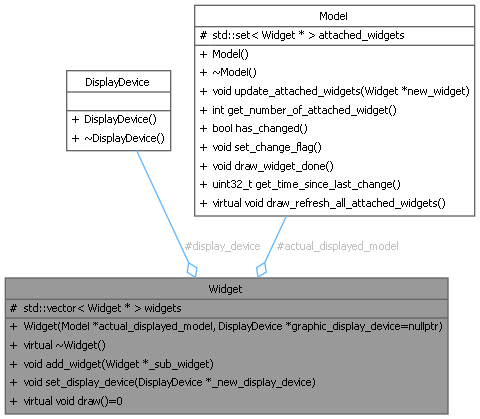 Model
# std::set< Widget * > attached_widgets
+ Model()
+ ~Model()
+ void update_attached_widgets(Widget *new_widget)
+ int get_number_of_attached_widget()
+ bool has_changed()
+ void set_change_flag()
+ void draw_widget_done()
+ uint32_t get_time_since_last_change()
+ virtual void draw_refresh_all_attached_widgets()
DisplayDevice
+ DisplayDevice()
+ ~DisplayDevice()
#display_device
#actual_displayed_model
Widget
# std::vector< Widget * > widgets
+ Widget(Model *actual_displayed_model, DisplayDevice *graphic_display_device=nullptr)
+ virtual ~Widget()
+ void add_widget(Widget *_sub_widget)
+ void set_display_device(DisplayDevice *_new_display_device)
+ virtual void draw()=0